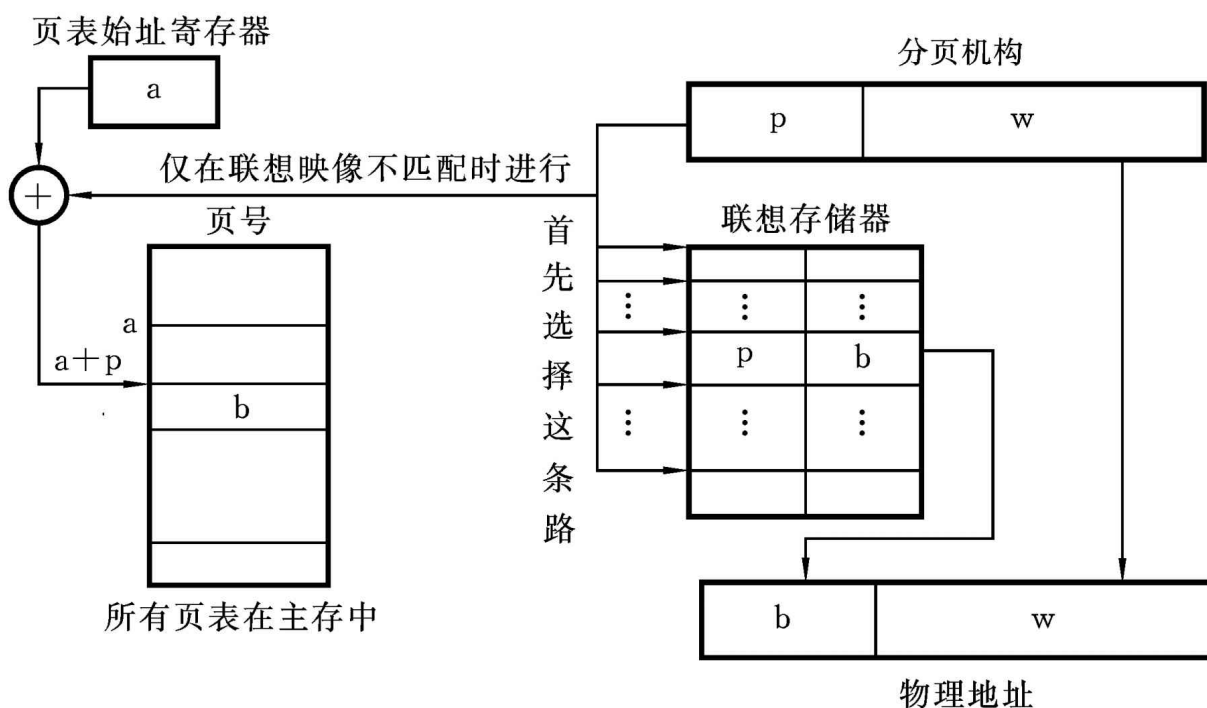 页表始址寄存器
a
分页机构
p w
仅在联想映像不匹配时进行
+
页号
首先选择这条路
联想存储器
⋮ ⋮ ⋮
a
a+p
p b
b
⋮ ⋮ ⋮
所有页表在主存中
b w
物理地址